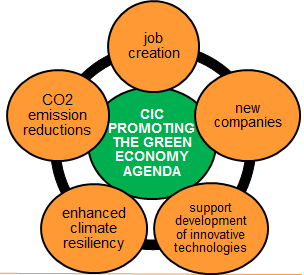 job
creation
CO2
emission
reductions
CIC
PROMOTING
THE GREEN
ECONOMY
AGENDA
new
companies
enhanced
climate
resiliency
support
development
of innovative
technologies